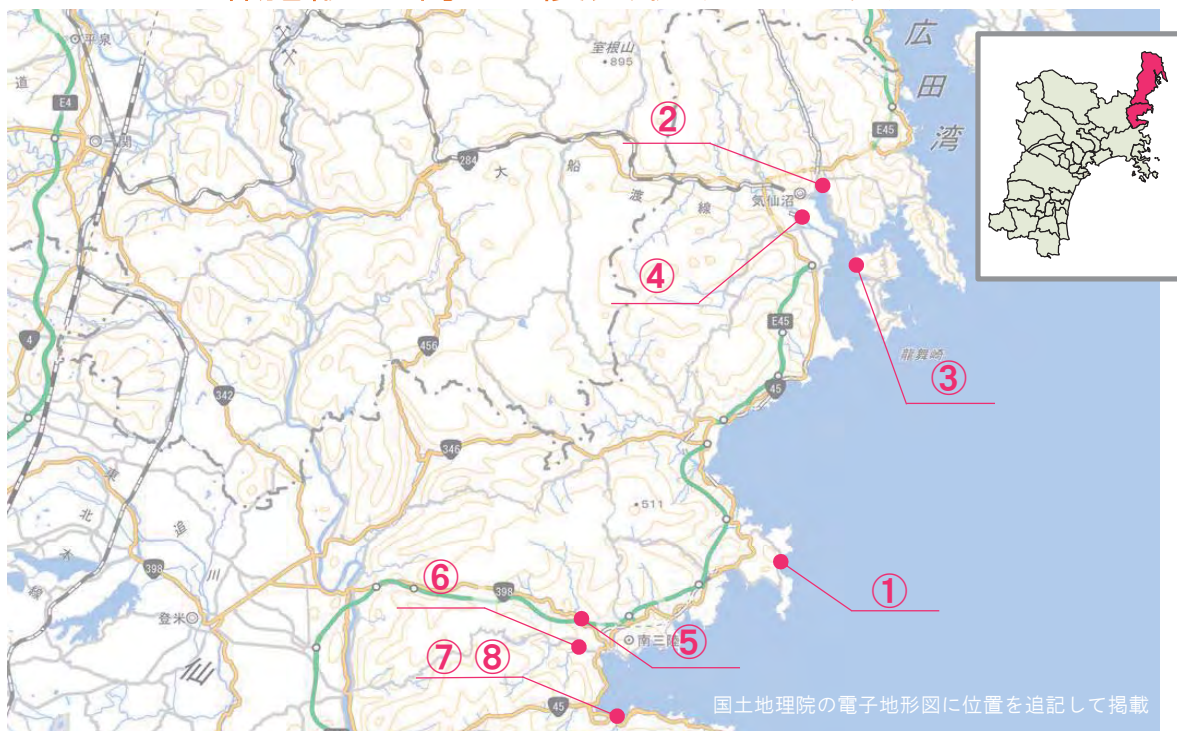 平泉
室根山
・895
広田湾
道
E4
E45
一関
②
284
大船渡線
気仙沼
④
③
龍舞崎
E45
4
456
45
342
346
・511
東北本線
迫川
398
⑥
398
①
登米
南三陸
⑤
仙
⑦ ⑧
45
国土地理院の電子地形図に位置を追記して掲載